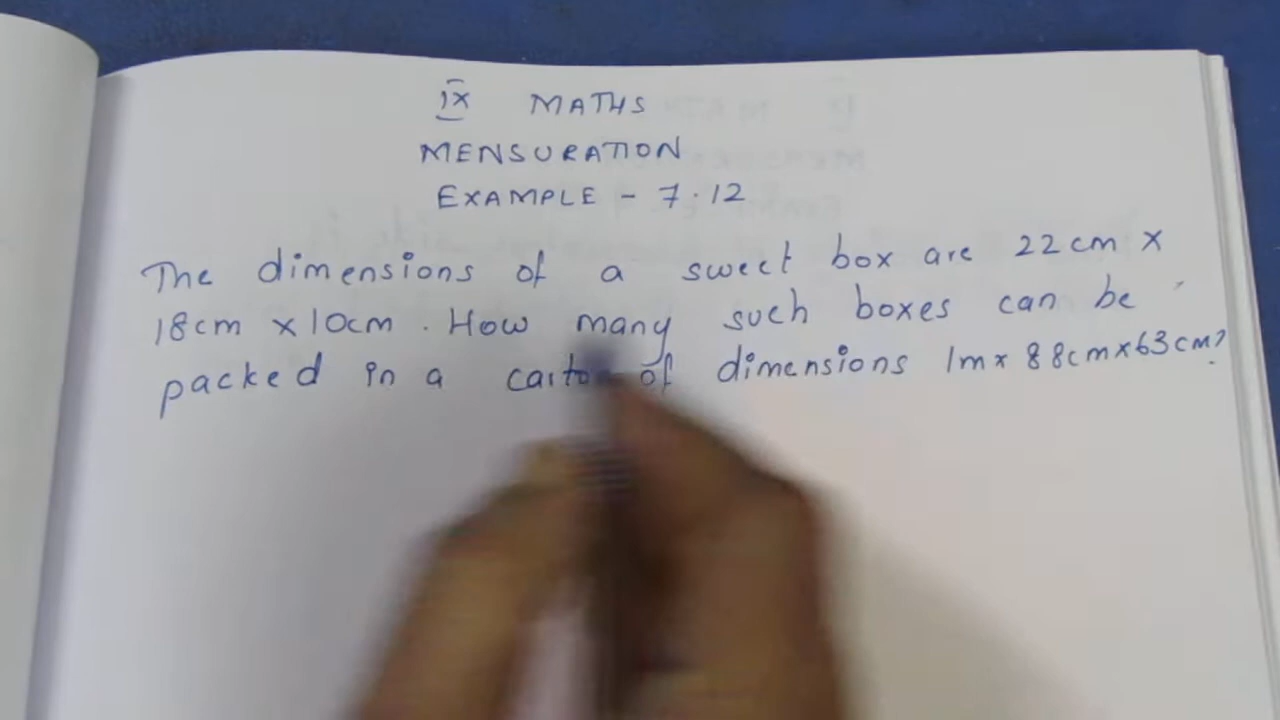 IX MATHS
MENSURATION
EXAMPLE - 7.12
The dimensions of a sweet box are 22cm x
18cm x 10cm. How many such boxes can be
packed in a carton of dimensions 1m x 88cm x 63cm?